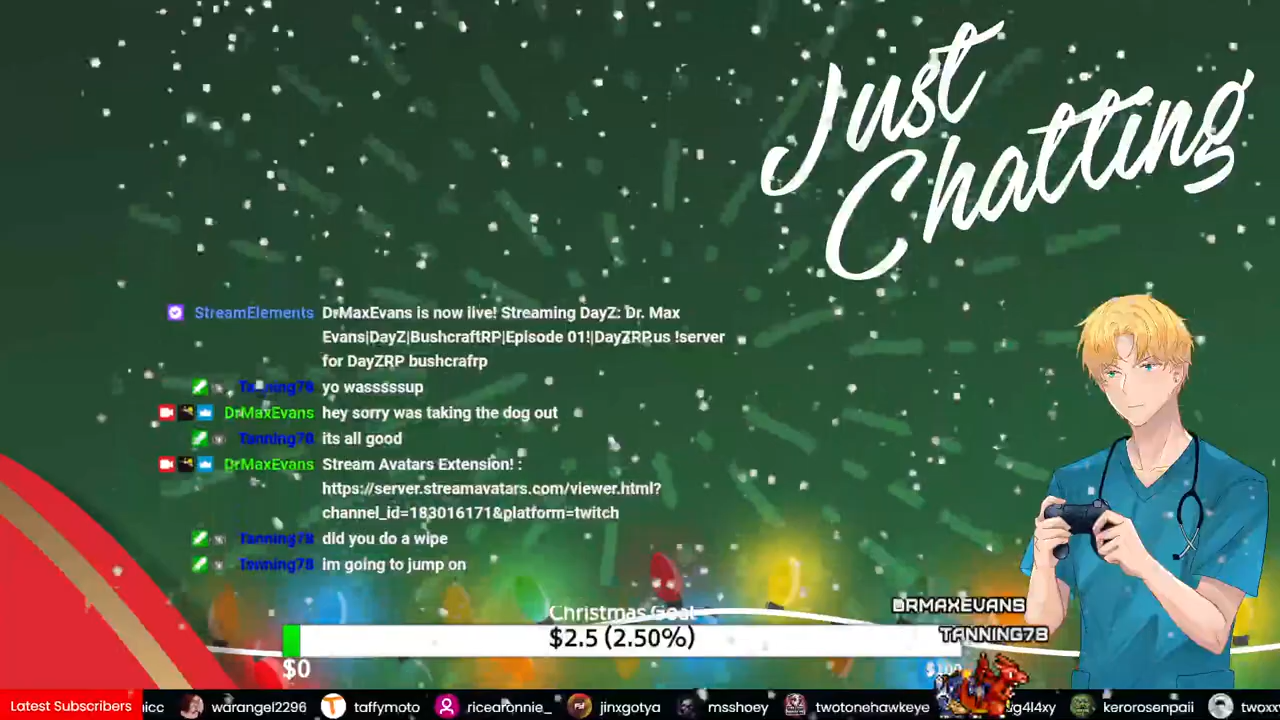 Just
Chatting
StreamElements DrMaxEvans is now live! Streaming DayZ: Dr. Max
Evans|DayZ|BushcraftRP|Episode 01!|DayZRP.us !server
for DayZRP bushcrafrp
Tanning78 yo wasssssup
DrMaxEvans hey sorry was taking the dog out
Tanning78 its all good
DrMaxEvans Stream Avatars Extension! :
https://server.streamavatars.com/viewer.html?
channel_id=183016171&platform=twitch
Tanning78 did you do a wipe
Tanning78 im going to jump on
DRMAXEVANS
TANNING78
Christmas Goal
$2.5 (2.50%)
$0 $100
Latest Subscribers warangel2296 taffymoto ricearonnie_ jinxgotya msshoey twotonehawkeye kerorosenpaii